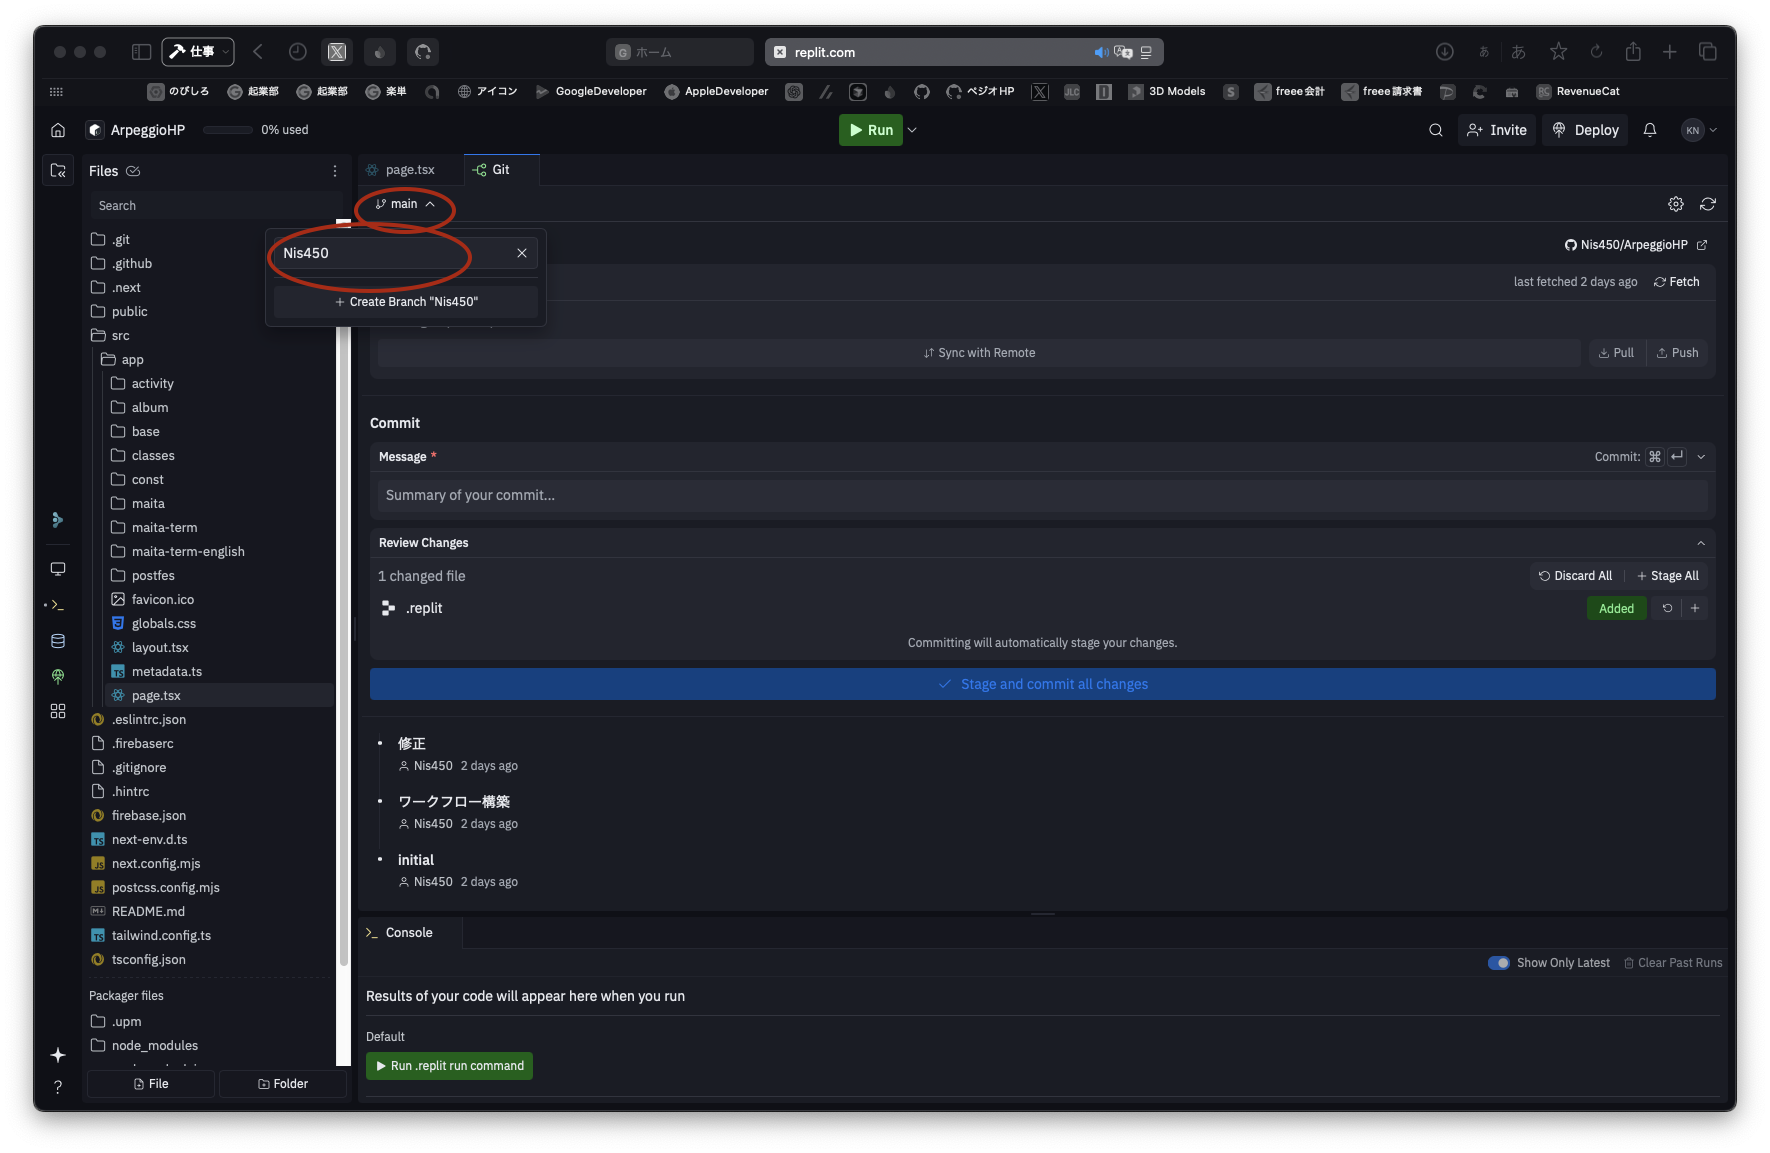 仕事
ホーム
replit.com
あ
あ
のびしろ
起業部
起業部
楽単
アイコン
GoogleDeveloper
AppleDeveloper
ペジオHP
JLC
3D Models
S
freee会計
freee請求書
RevenueCat
ArpeggioHP
0% used
Run
Invite
Deploy
KN
Files
page.tsx
Git
Search
main
.git
.github
.next
public
src
app
activity
album
base
classes
const
maita
maita-term
maita-term-english
postfes
favicon.ico
globals.css
layout.tsx
metadata.ts
page.tsx
.eslintrc.json
.firebaserc
.gitignore
.hintrc
firebase.json
next-env.d.ts
next.config.mjs
postcss.config.mjs
README.md
tailwind.config.ts
tsconfig.json
Packager files
.upm
node_modules
File
Folder
Nis450
+ Create Branch "Nis450"
Nis450/ArpeggioHP
last fetched 2 days ago
Fetch
Sync with Remote
Pull
Push
Commit
Message *
Commit: ⌘ ↵
Summary of your commit...
Review Changes
1 changed file
Discard All
+ Stage All
.replit
Added
Committing will automatically stage your changes.
Stage and commit all changes
修正
Nis450 2 days ago
ワークフロー構築
Nis450 2 days ago
initial
Nis450 2 days ago
Console
Show Only Latest
Clear Past Runs
Results of your code will appear here when you run
Default
Run .replit run command